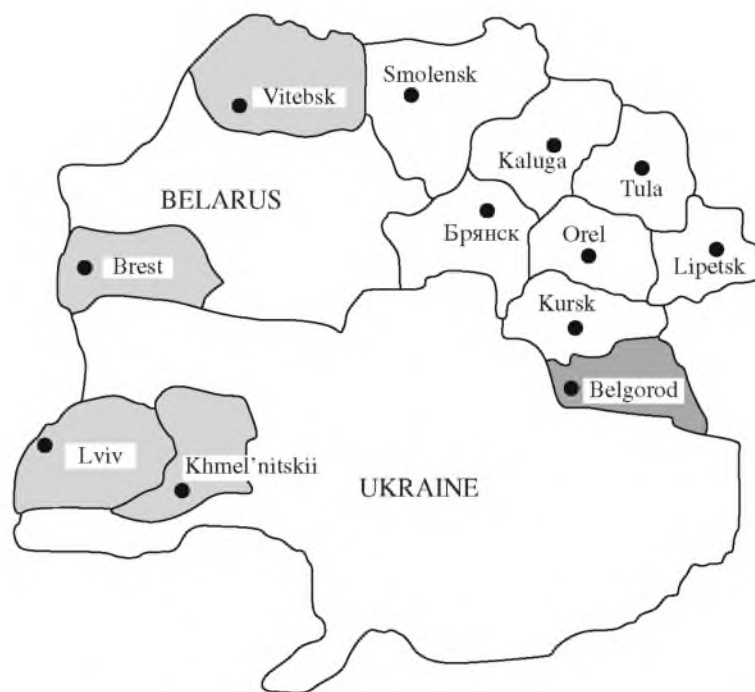 Smolensk
Vitebsk
Kaluga
Tula
BELARUS
Брянск
Orel
Brest
Lipetsk
Kursk
Belgorod
Lviv
Khmel’nitskii
UKRAINE